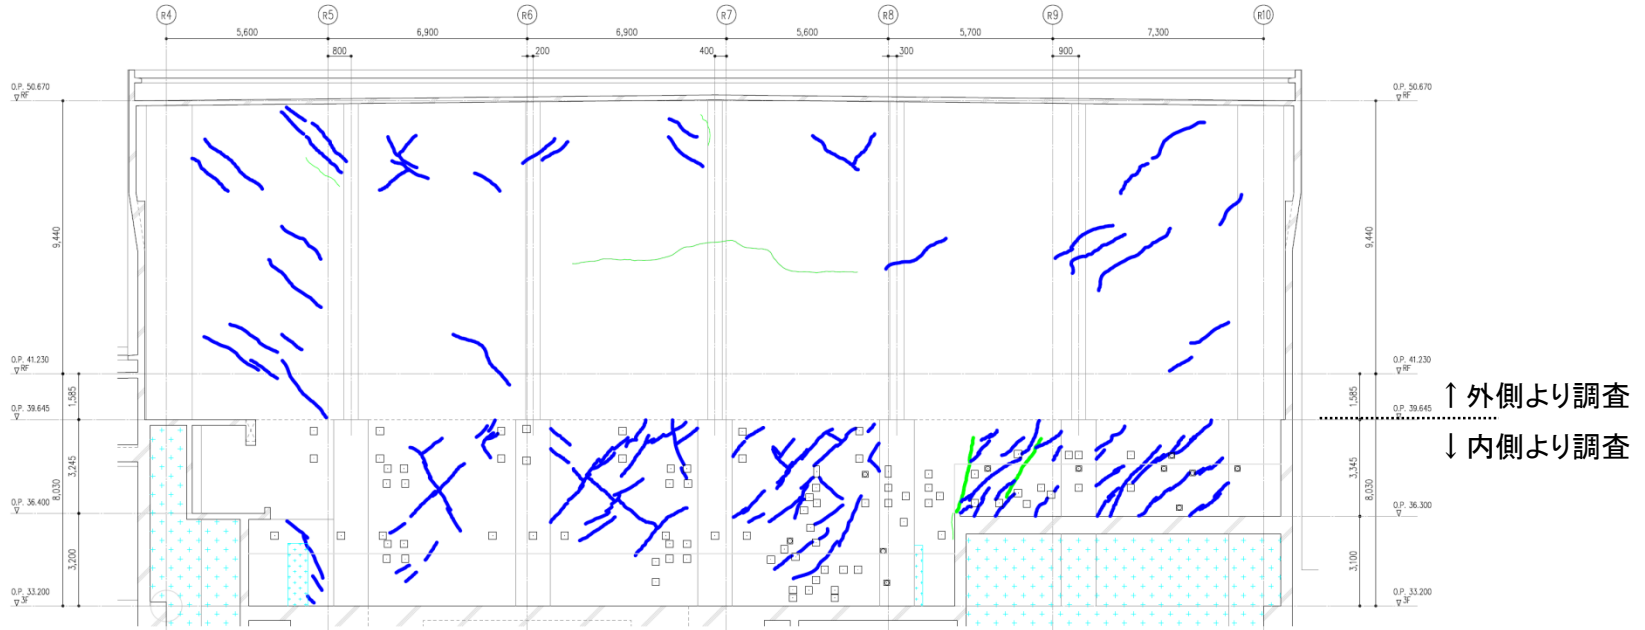 R4 R5 R6 R7 R8 R9 R10
5,600 6,900 6,900 5,600 5,700 7,300
800 200 400 300 900
O.P. 50.670 O.P. 50.670
▽RF ▽RF
9,440 9,440
O.P. 41.230 O.P. 41.230
▽RF ▽RF
1,585 1,585
↑ 外側より調査
O.P. 39.645 O.P. 39.645
↓ 内側より調査
3,245 3,345
8,030 8,030
O.P. 36.400 O.P. 36.300
3,200 3,100
O.P. 33.200 O.P. 33.200
▽3F ▽3F